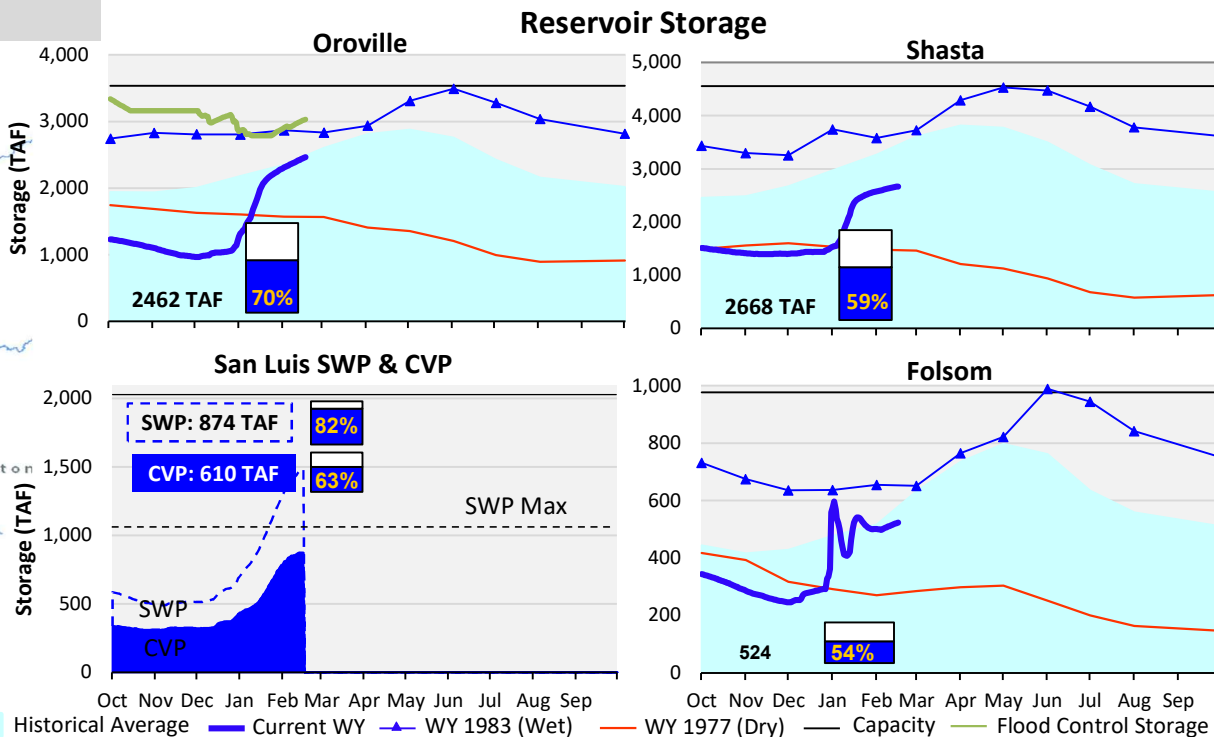 Reservoir Storage
Oroville
Storage (TAF)
4,000
3,000
2,000
1,000
0
2462 TAF
70%
Shasta
5,000
4,000
3,000
2,000
1,000
0
2668 TAF
59%
San Luis SWP & CVP
Storage (TAF)
2,000
1,500
1,000
500
0
SWP: 874 TAF
82%
CVP: 610 TAF
63%
SWP Max
SWP
CVP
Oct Nov Dec Jan Feb Mar Apr May Jun Jul Aug Sep
Folsom
1,000
800
600
400
200
0
524
54%
Oct Nov Dec Jan Feb Mar Apr May Jun Jul Aug Sep
ton
Historical Average Current WY WY 1983 (Wet) WY 1977 (Dry) Capacity Flood Control Storage